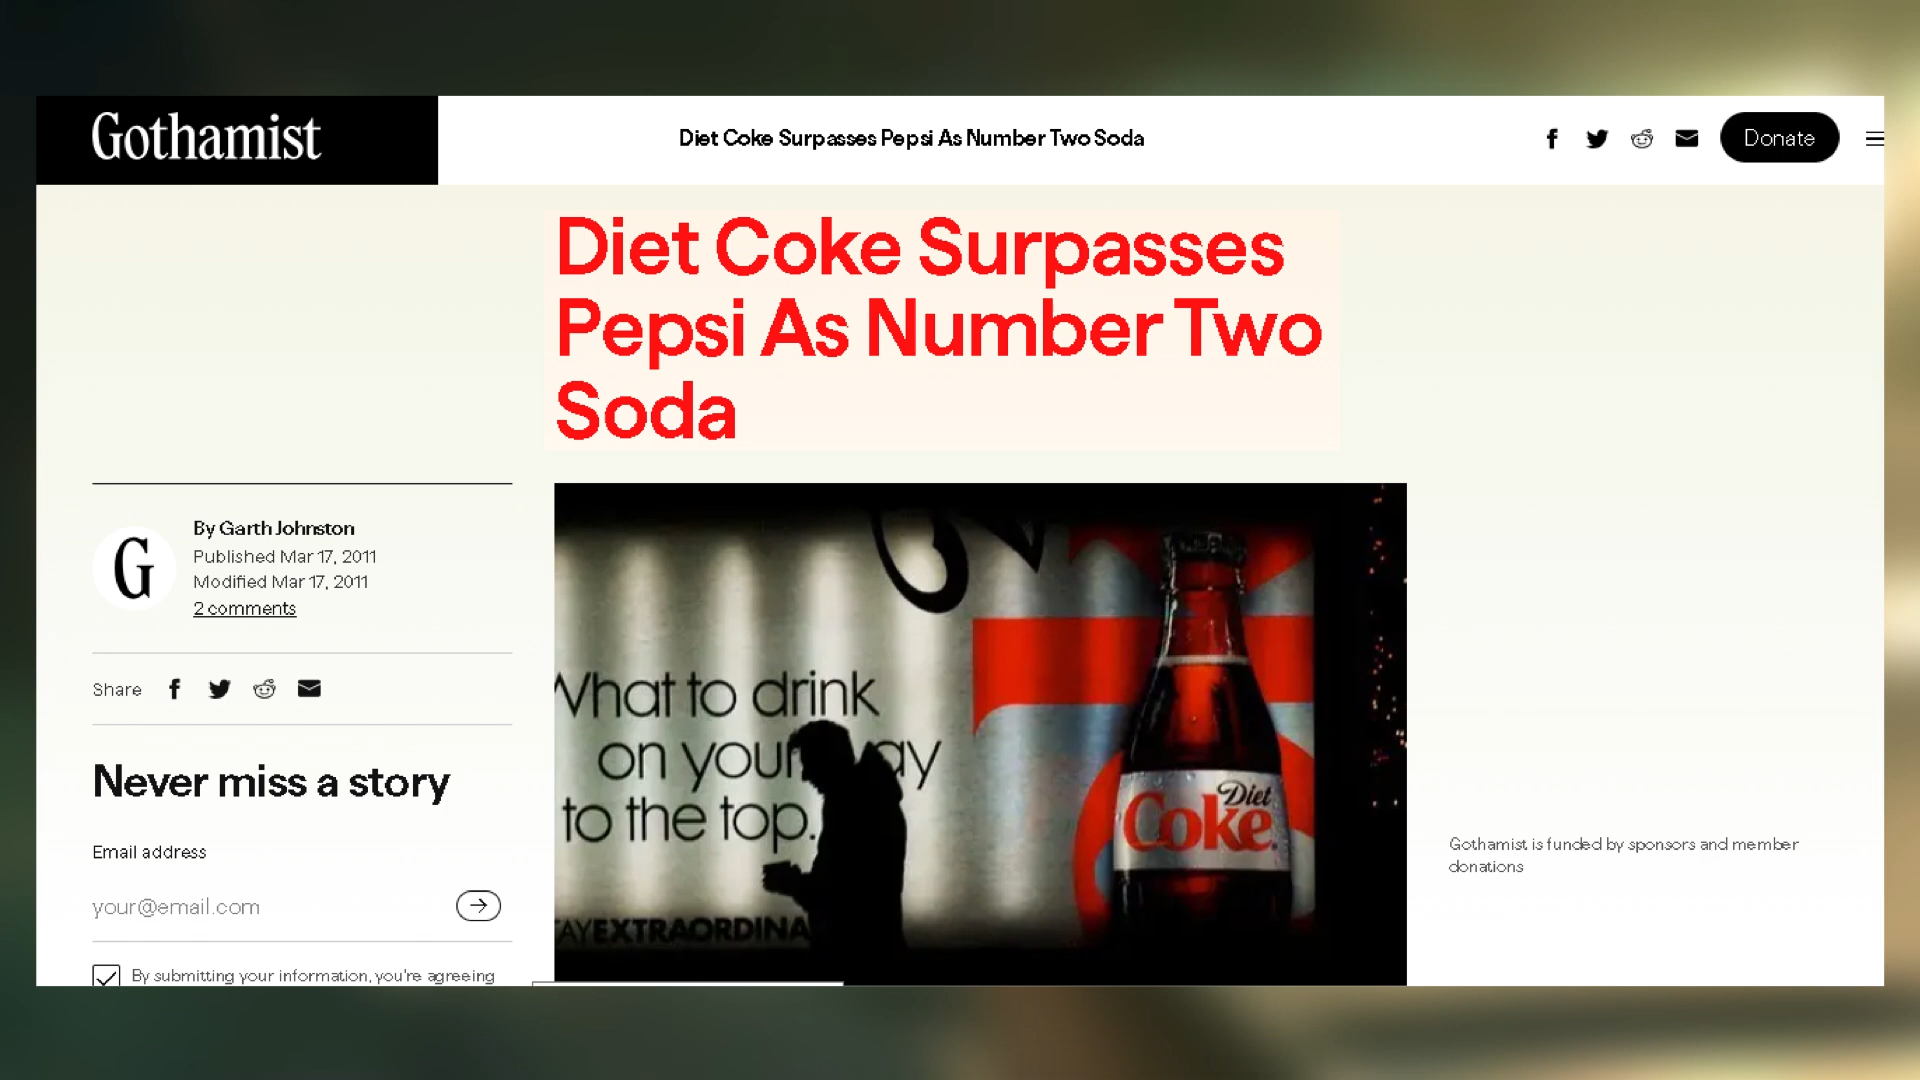 Gothamist
Diet Coke Surpasses Pepsi As Number Two Soda
Donate
Diet Coke Surpasses
Pepsi As Number Two
Soda
G
By Garth Johnston
Published Mar 17, 2011
Modified Mar 17, 2011
2 comments
Share
Never miss a story
Email address
your@email.com
By submitting your information, you're agreeing
What to drink
on your way
to the top.
Diet
Coke
Gothamist is funded by sponsors and member
donations